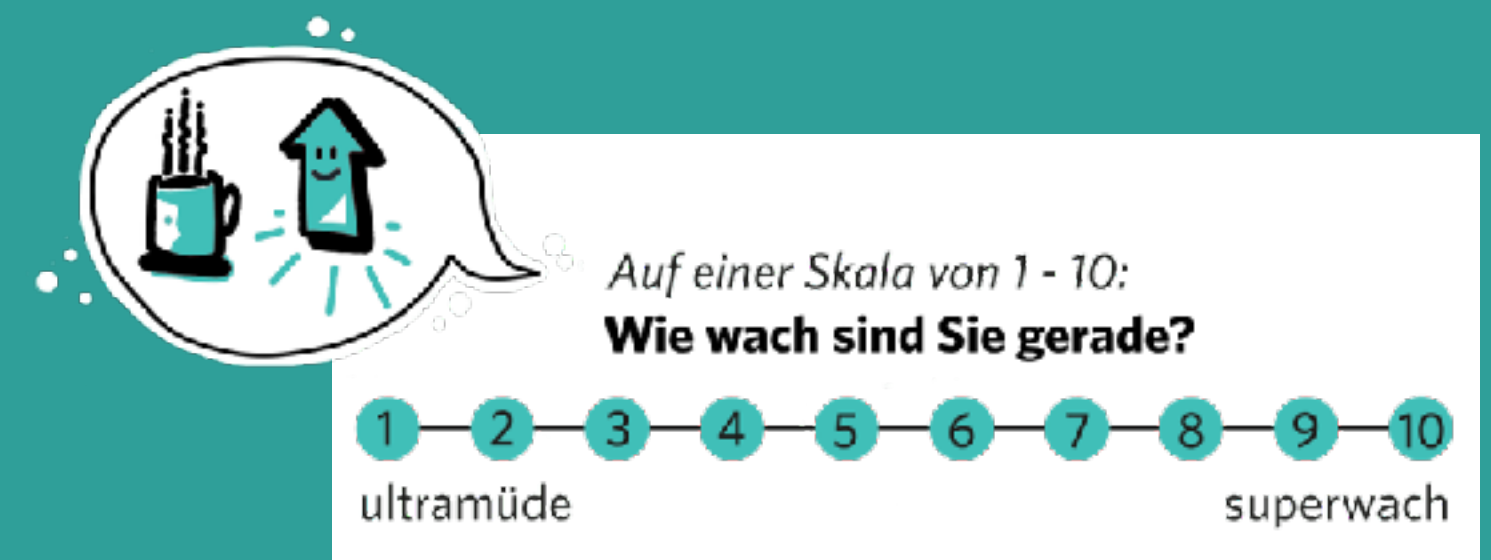 Auf einer Skala von 1 - 10:
Wie wach sind Sie gerade?
1 2 3 4 5 6 7 8 9 10
ultramüde superwach